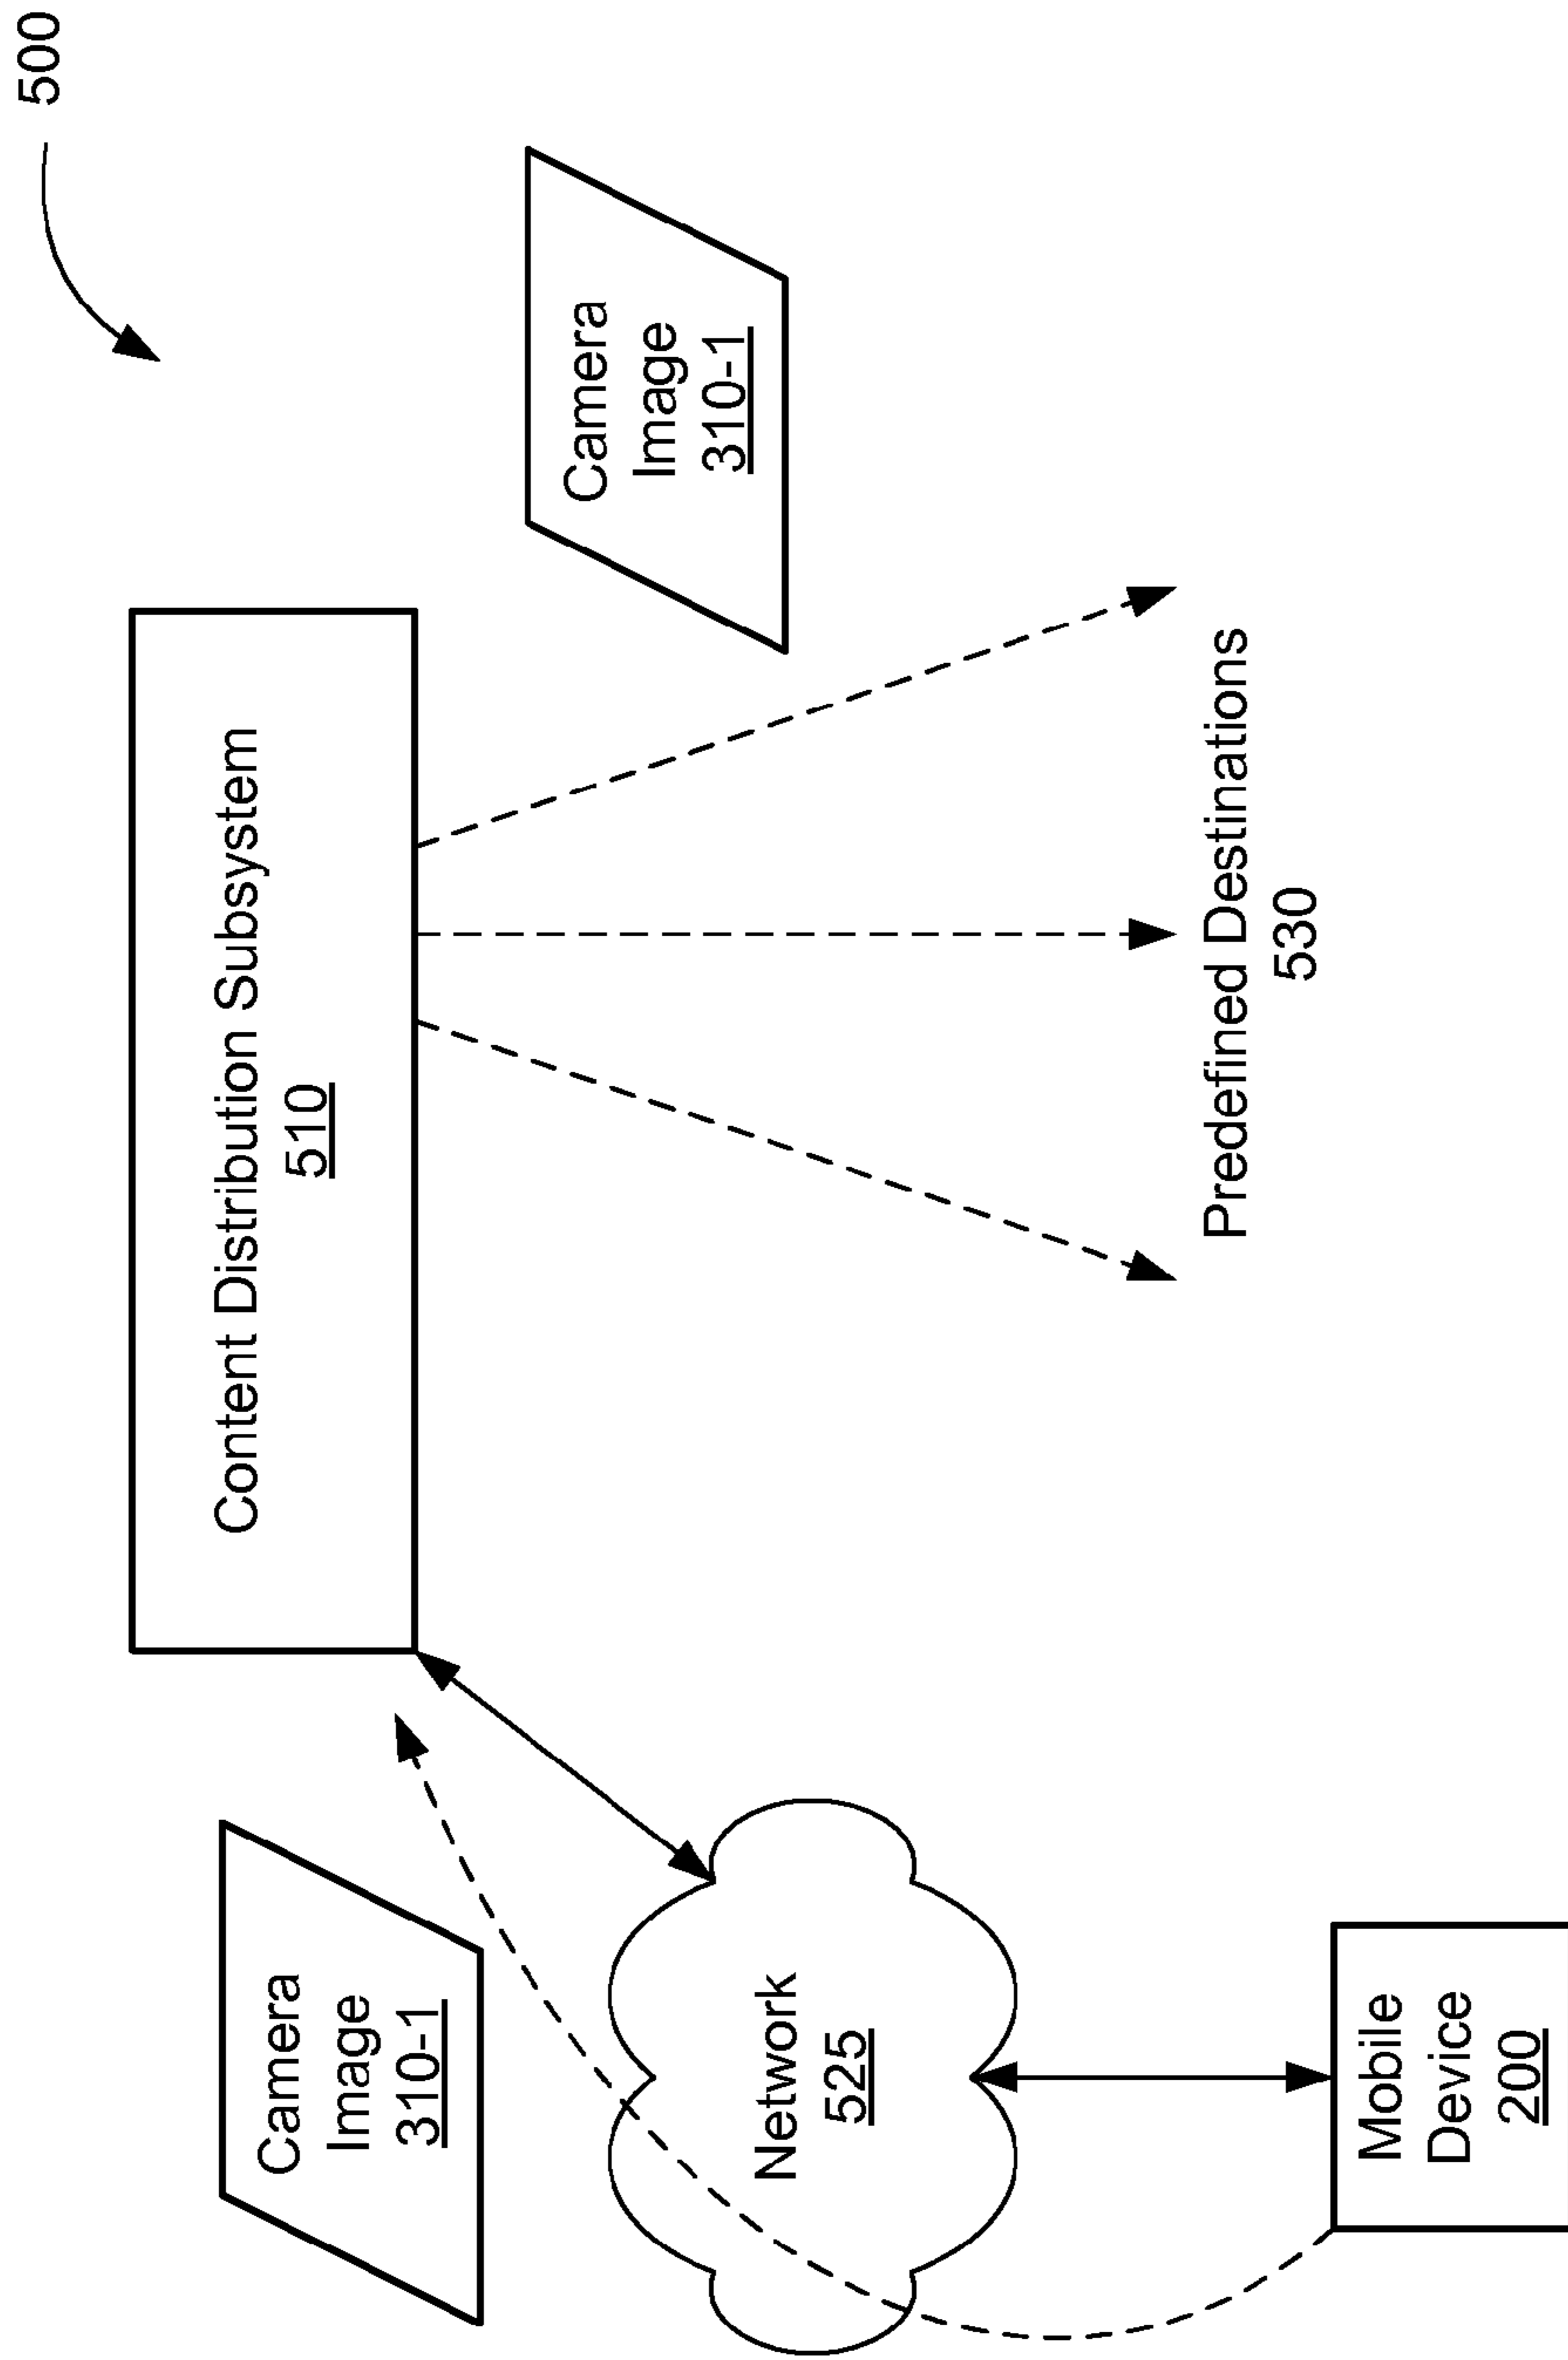 500
Content Distribution Subsystem
510
Camera
Image
310-1
Camera
Image
310-1
Network
525
Predefined Destinations
530
Mobile
Device
200